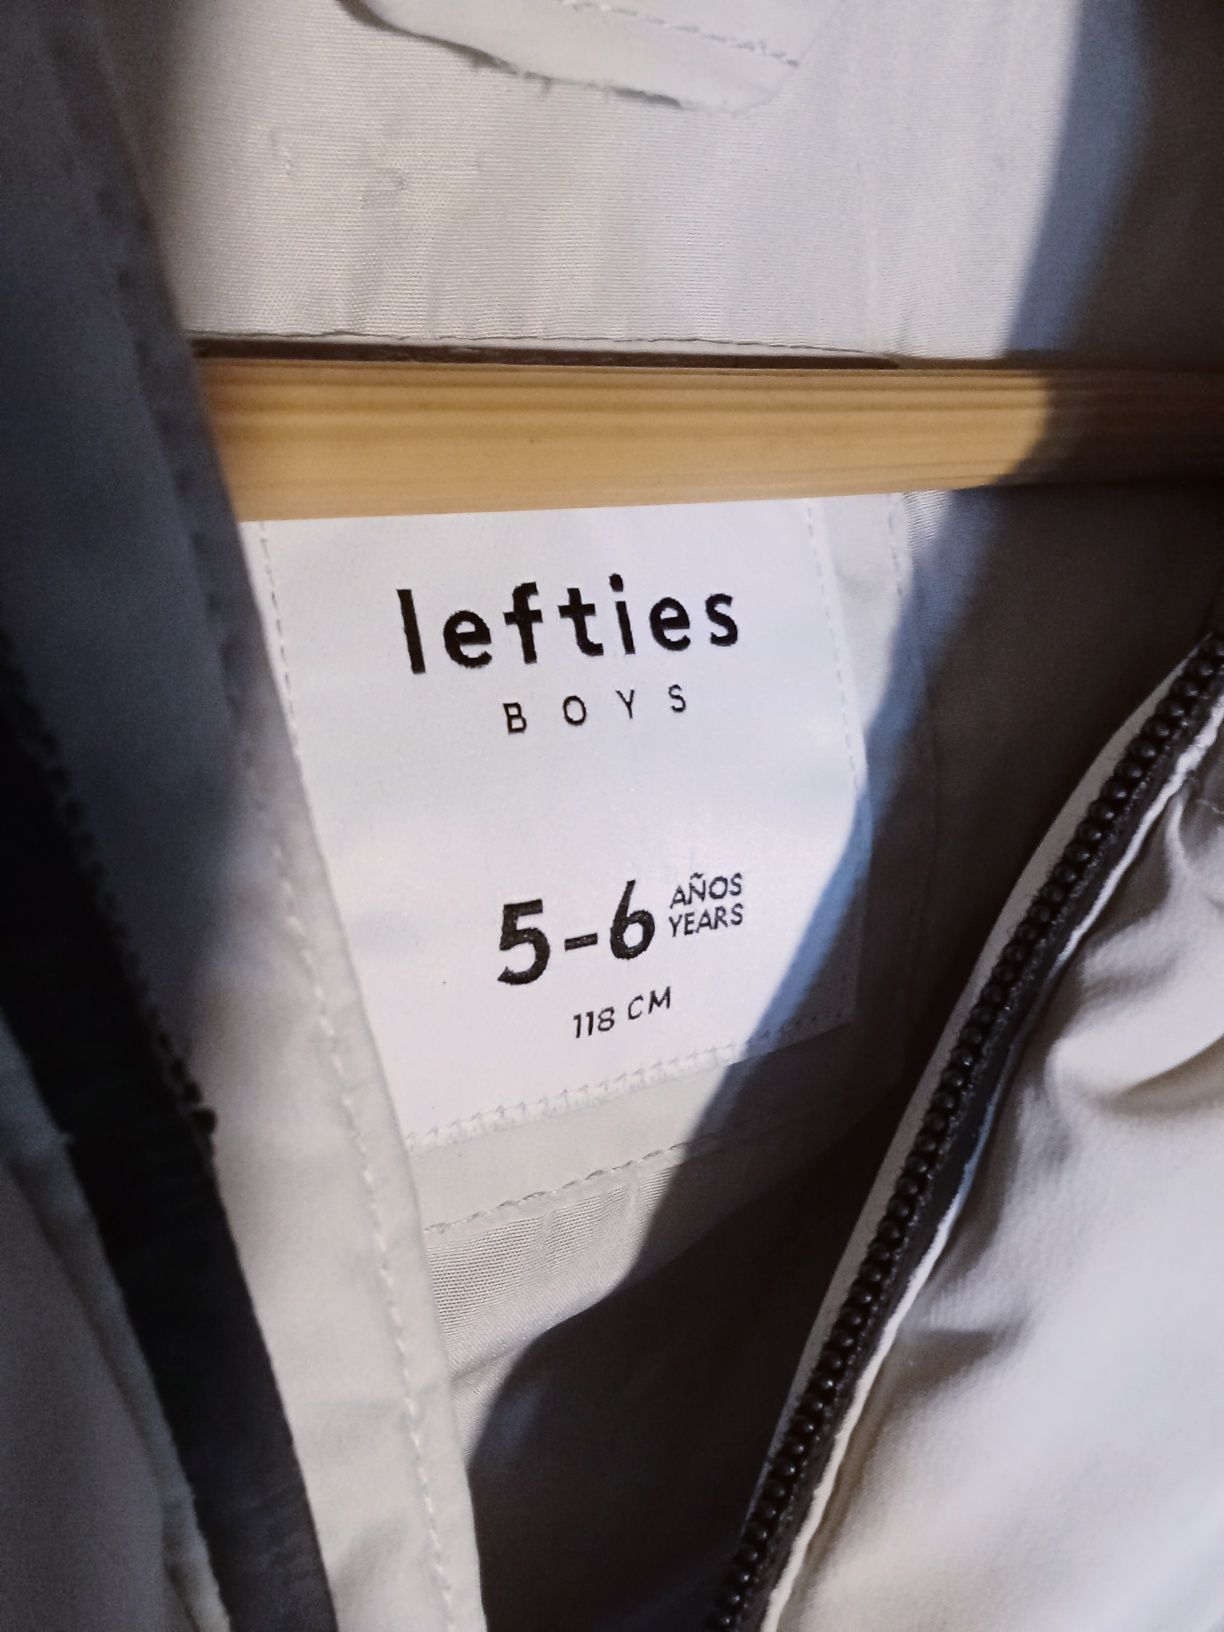 lefties
BOYS
5-6 AÑOS
YEARS
118 CM